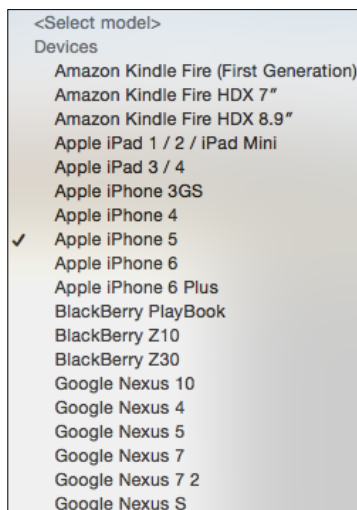 <Select model>
Devices
Amazon Kindle Fire (First Generation)
Amazon Kindle Fire HDX 7″
Amazon Kindle Fire HDX 8.9″
Apple iPad 1 / 2 / iPad Mini
Apple iPad 3 / 4
Apple iPhone 3GS
Apple iPhone 4
✓ Apple iPhone 5
Apple iPhone 6
Apple iPhone 6 Plus
BlackBerry PlayBook
BlackBerry Z10
BlackBerry Z30
Google Nexus 10
Google Nexus 4
Google Nexus 5
Google Nexus 7
Google Nexus 7 2
Google Nexus S